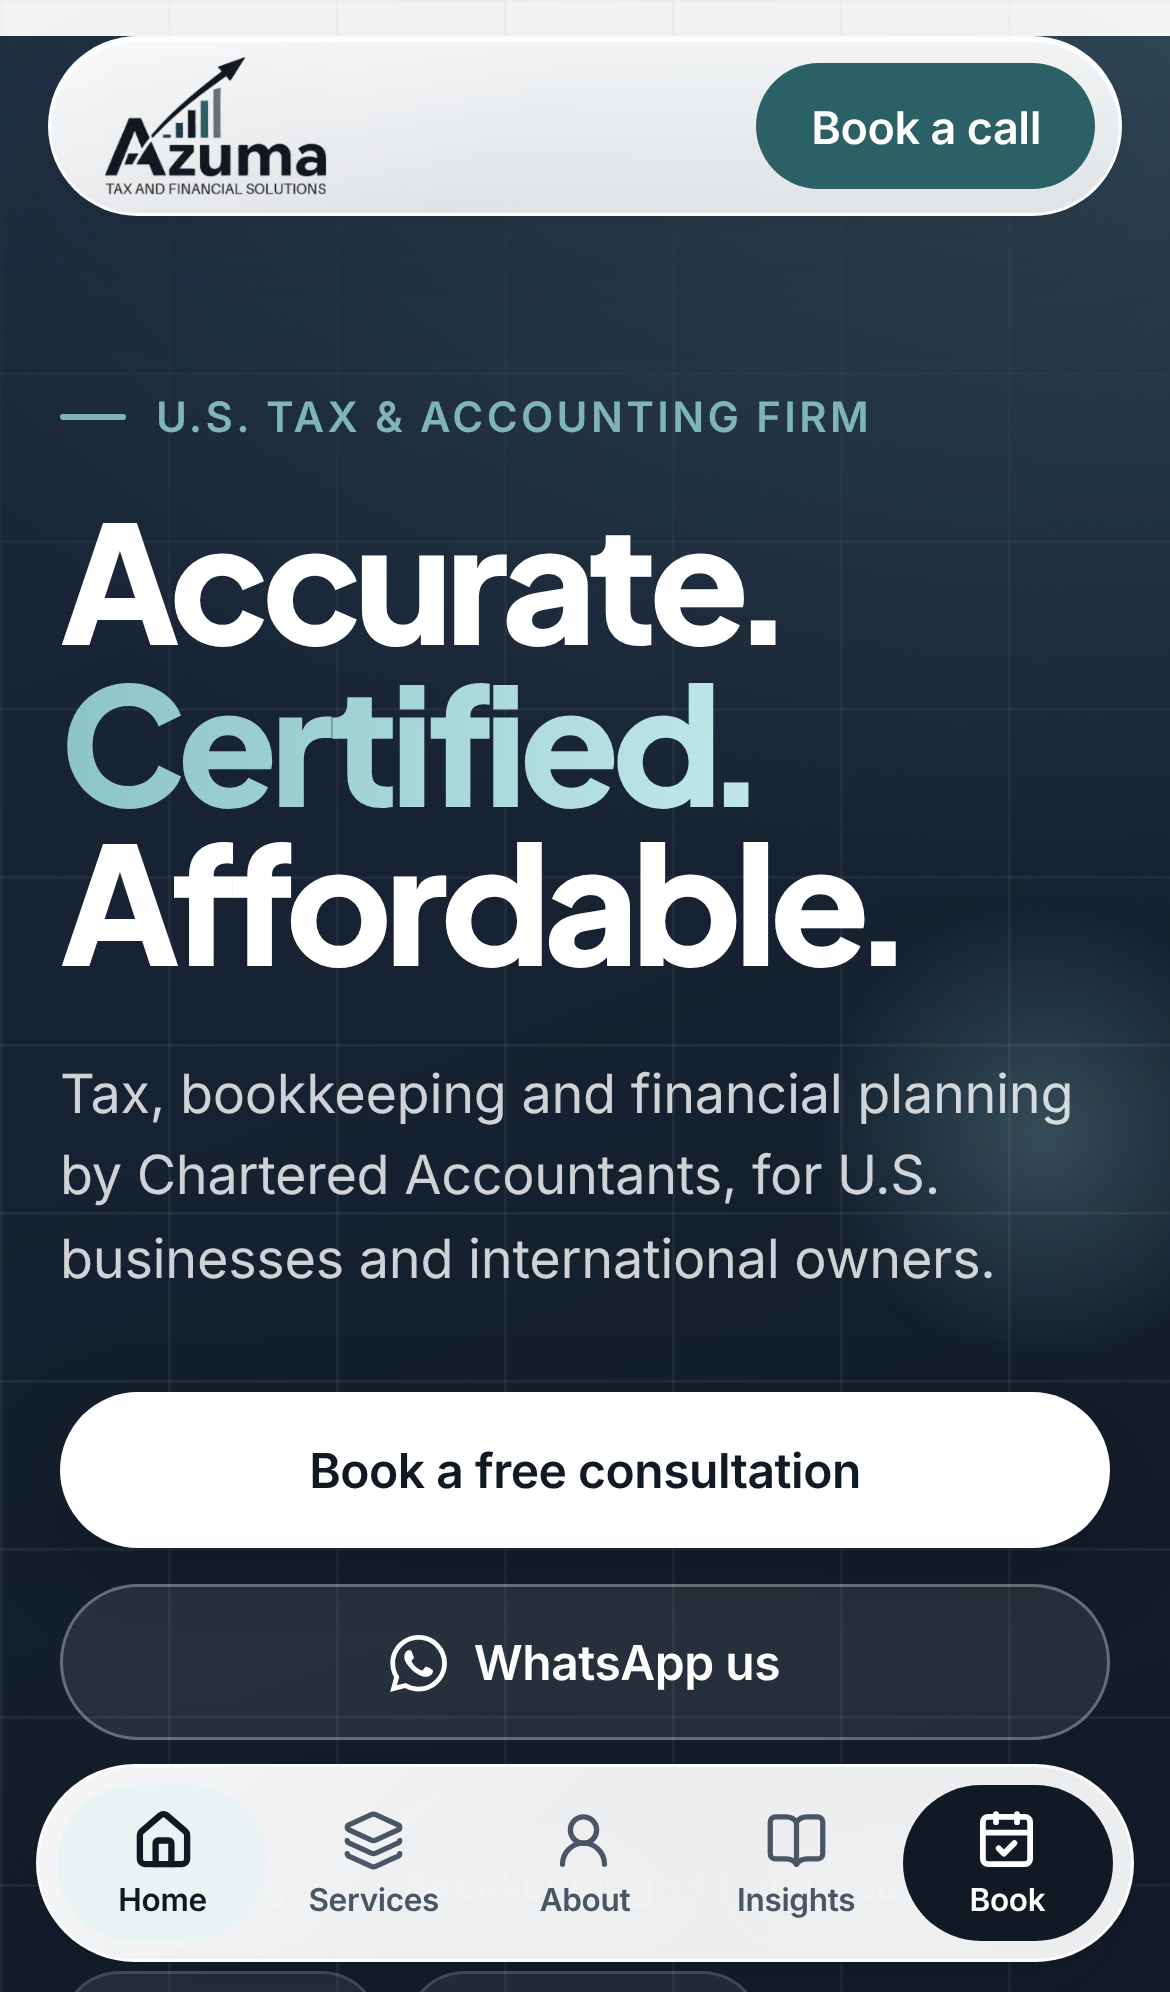 Azuma
TAX AND FINANCIAL SOLUTIONS
Book a call
U.S. TAX & ACCOUNTING FIRM
Accurate.
Certified.
Affordable.
Tax, bookkeeping and financial planning
by Chartered Accountants, for U.S.
businesses and international owners.
Book a free consultation
WhatsApp us
Home
Services
About
Insights
Book